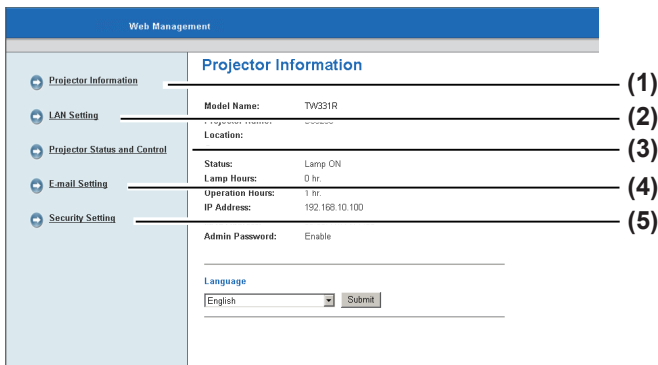 Web Management
Projector Information
LAN Setting
Projector Status and Control
E-mail Setting
Security Setting
Projector Information
Model Name: TW331R
Location:
Status: Lamp ON
Lamp Hours: 0 hr.
Operation Hours: 1 hr.
IP Address: 192.168.10.100
Admin Password: Enable
Language
English Submit
(1)
(2)
(3)
(4)
(5)